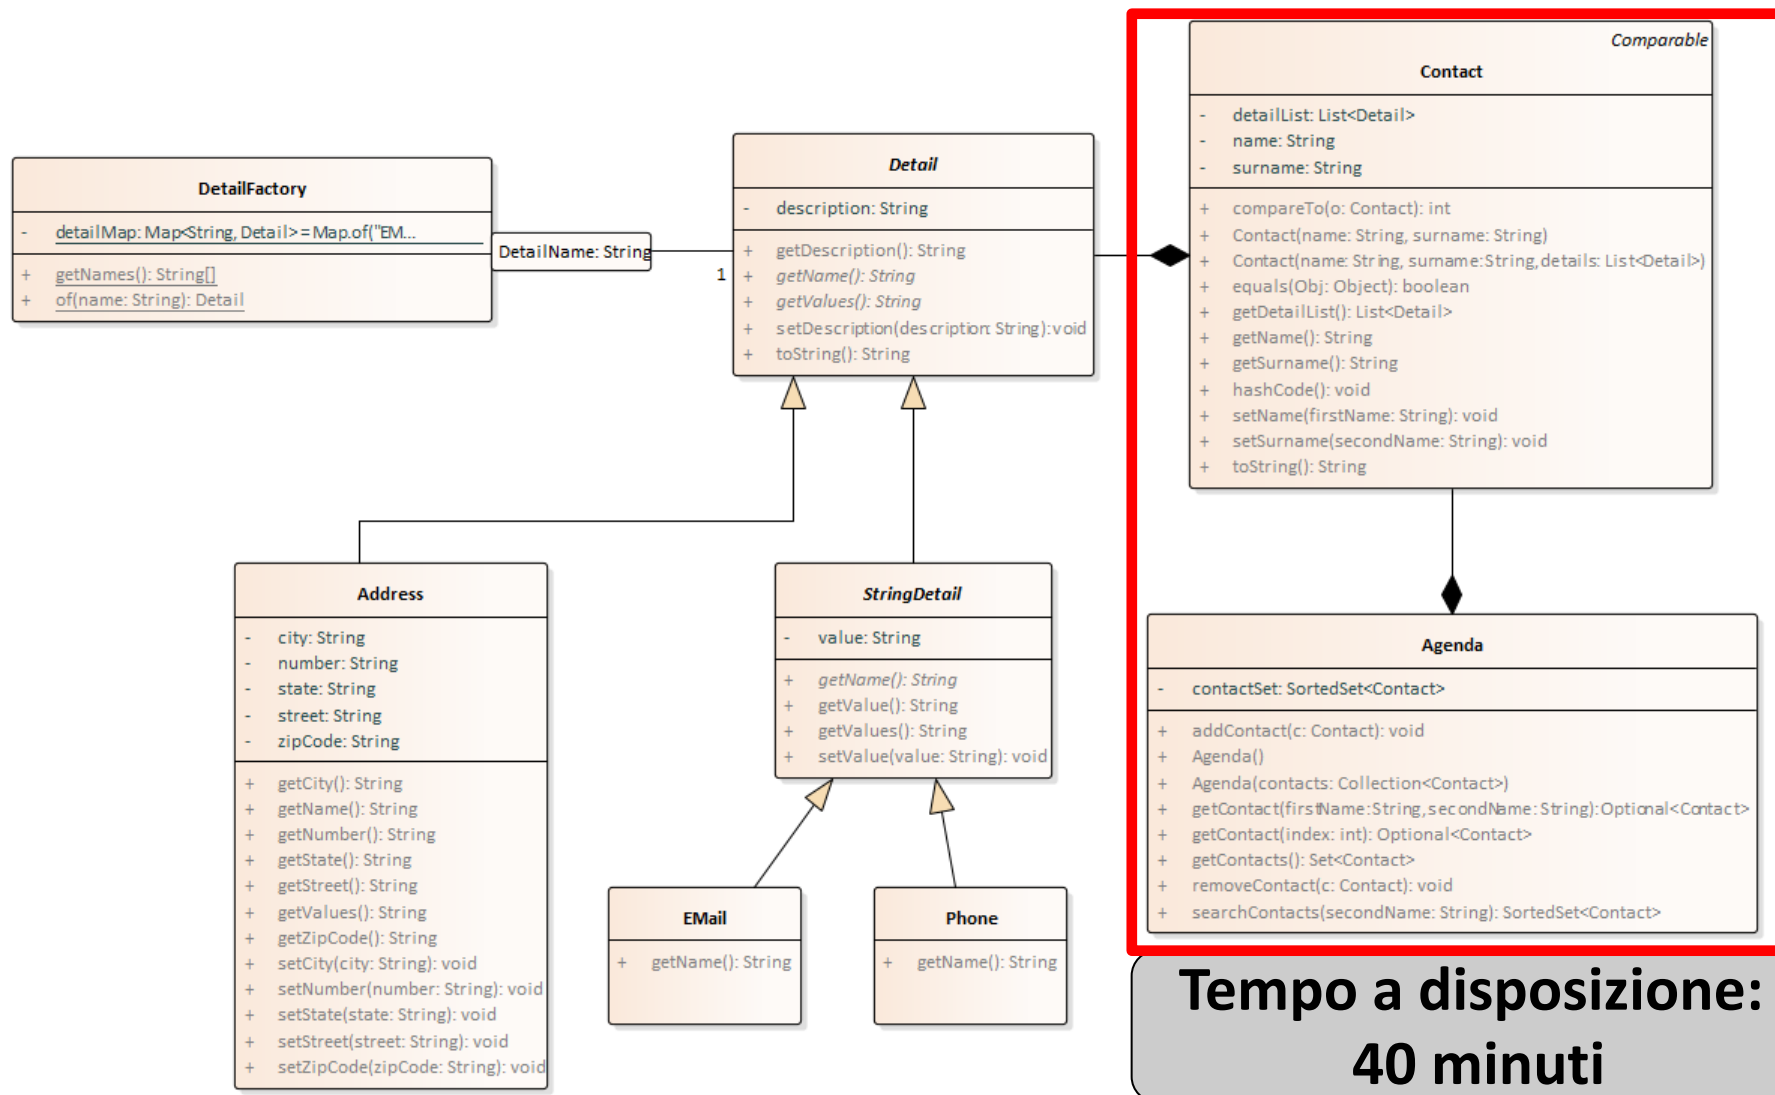 DetailFactory
- detailMap: Map<String, Detail> = Map.of("EM...
+ getNames(): String[]
+ of(name: String): Detail
DetailName: String
1
Detail
- description: String
+ getDescription(): String
+ getName(): String
+ getValues(): String
+ setDescription(description: String):void
+ toString(): String
Comparable
Contact
- detailList: List<Detail>
- name: String
- surname: String
+ compareTo(o: Contact): int
+ Contact(name: String, surname: String)
+ Contact(name: String, surname:String,details: List<Detail>)
+ equals(Obj: Object): boolean
+ getDetailList(): List<Detail>
+ getName(): String
+ getSurname(): String
+ hashCode(): void
+ setName(firstName: String): void
+ setSurname(secondName: String): void
+ toString(): String
Address
- city: String
- number: String
- state: String
- street: String
- zipCode: String
+ getCity(): String
+ getName(): String
+ getNumber(): String
+ getState(): String
+ getStreet(): String
+ getValues(): String
+ getZipCode(): String
+ setCity(city: String): void
+ setNumber(number: String): void
+ setState(state: String): void
+ setStreet(street: String): void
+ setZipCode(zipCode: String): void
StringDetail
- value: String
+ getName(): String
+ getValue(): String
+ getValues(): String
+ setValue(value: String): void
EMail
+ getName(): String
Phone
+ getName(): String
Agenda
- contactSet: SortedSet<Contact>
+ addContact(c: Contact): void
+ Agenda()
+ Agenda(contacts: Collection<Contact>)
+ getContact(firstName:String,secondName:String):Optional<Contact>
+ getContact(index: int): Optional<Contact>
+ getContacts(): Set<Contact>
+ removeContact(c: Contact): void
+ searchContacts(secondName: String): SortedSet<Contact>
Tempo a disposizione:
40 minuti